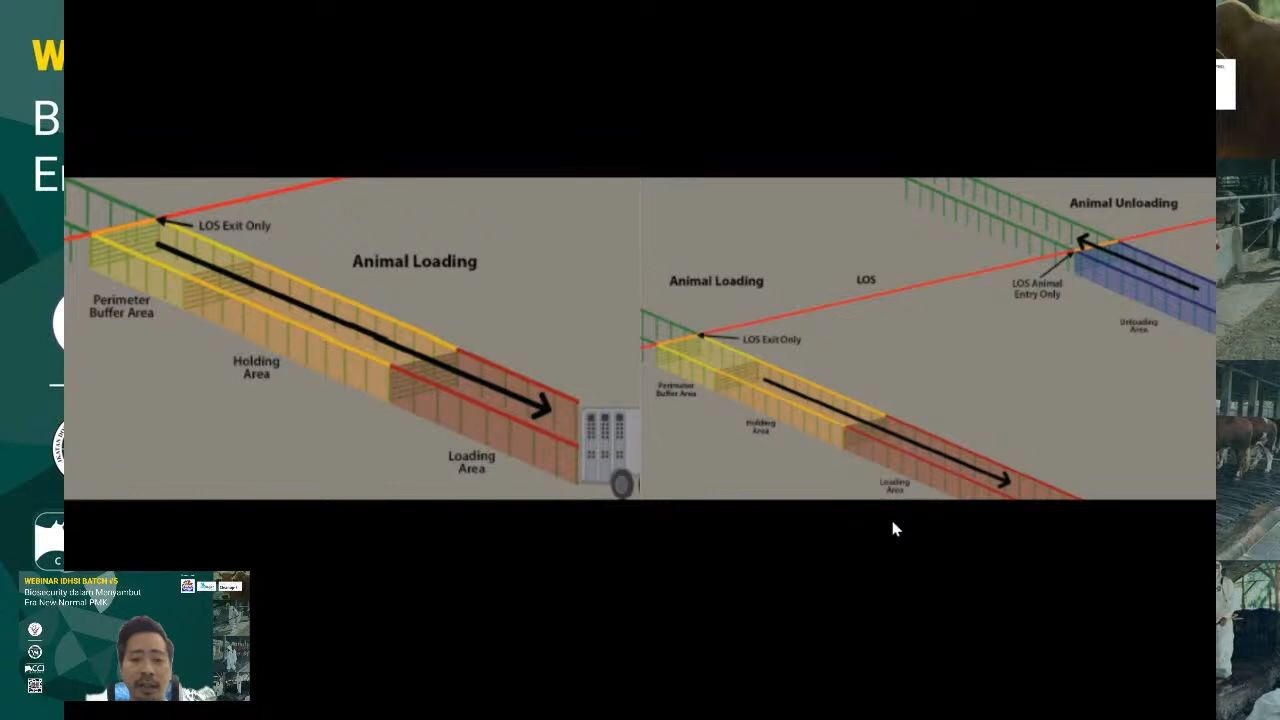 W
B
E
LOS Exit Only
Animal Loading
Perimeter
Buffer Area
Holding
Area
Loading
Area
Animal Unloading
Animal Loading
LOS
LOS Animal
Entry Only
Unloading
Area
LOS Exit Only
Perimeter
Buffer Area
Holding
Area
Loading
Area
C
WEBINAR IDHSI BATCH #5
Biosecurity dalam Menyambut
Era New Normal PMK
ACCI